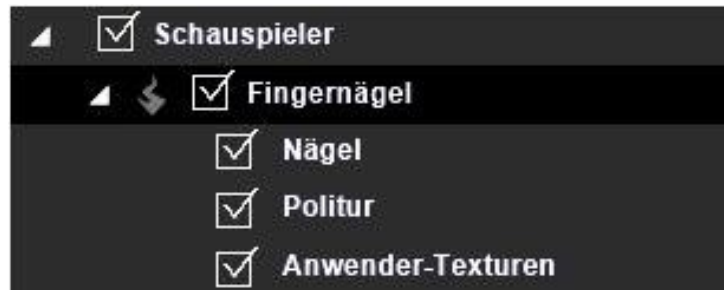 Schauspieler
Fingernägel
Nägel
Politur
Anwender-Texturen